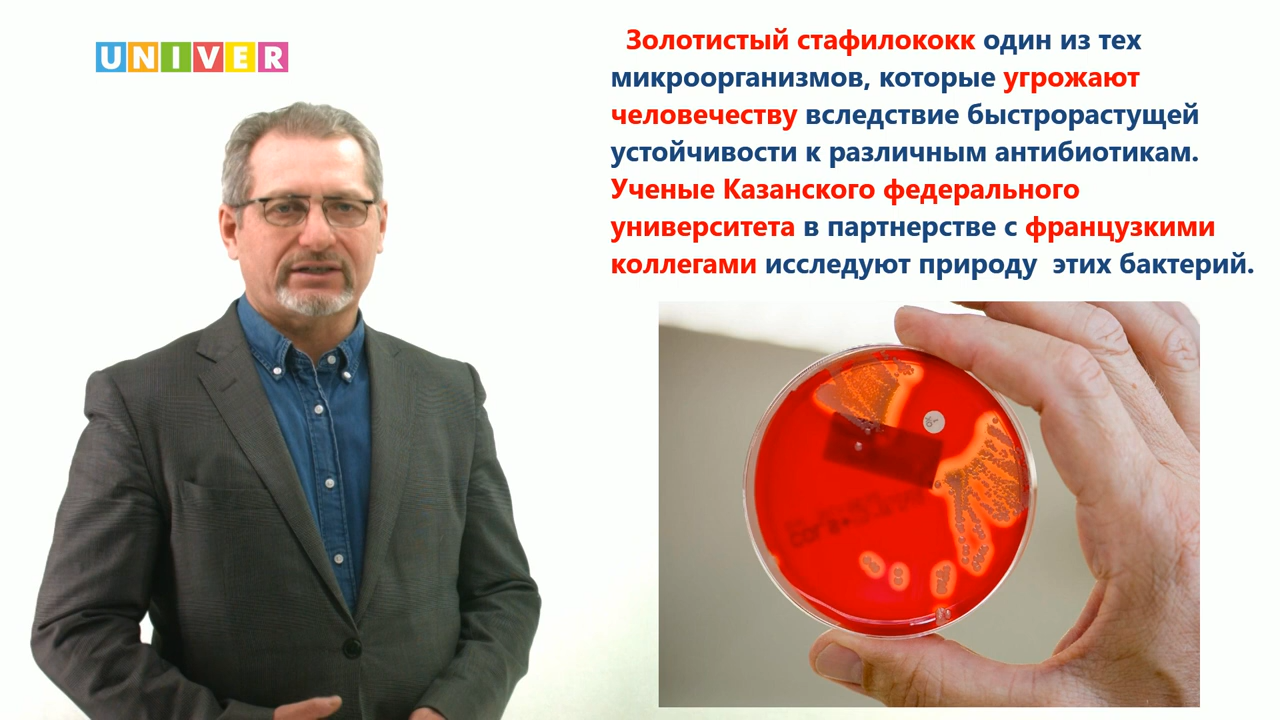 UNIVER
Золотистый стафилококк один из тех
микроорганизмов, которые угрожают
человечеству вследствие быстрорастущей
устойчивости к различным антибиотикам.
Ученые Казанского федерального
университета в партнерстве с французкими
коллегами исследуют природу этих бактерий.